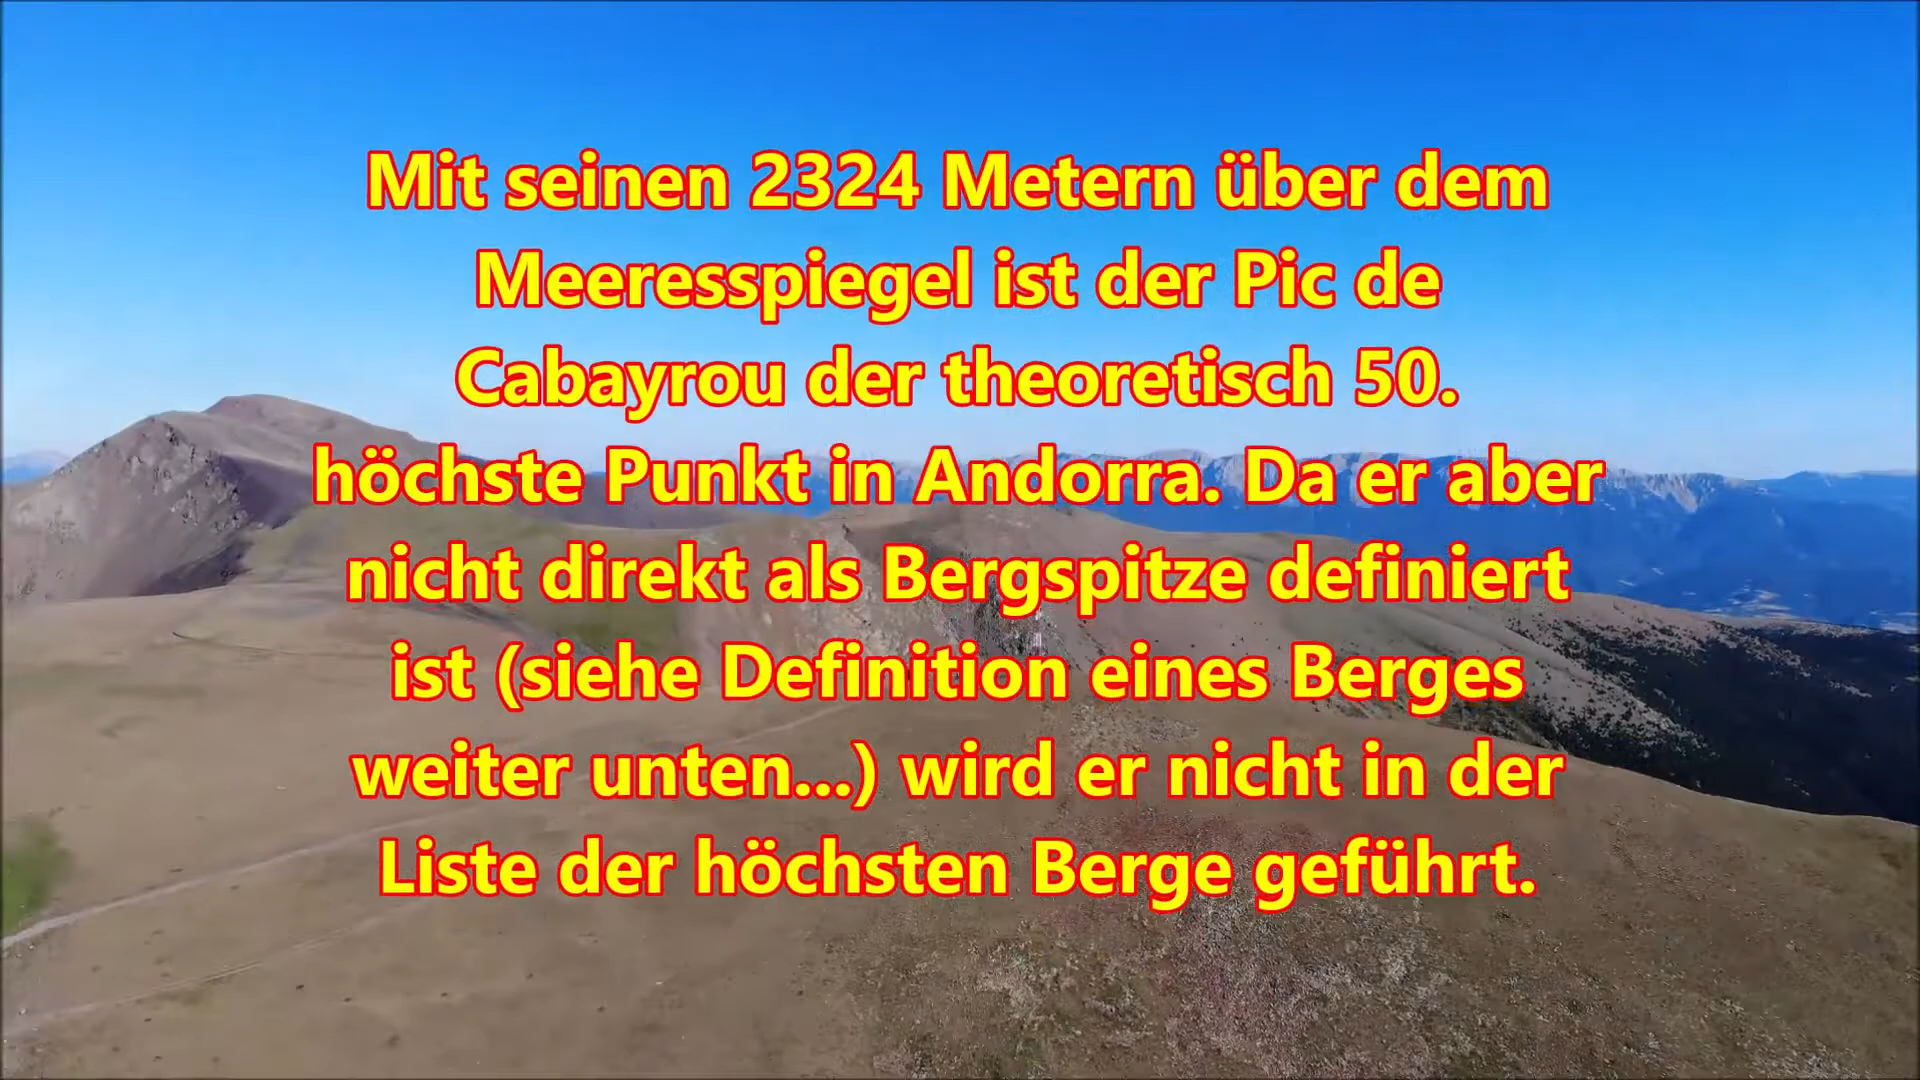 Mit seinen 2324 Metern über dem
Meeresspiegel ist der Pic de
Cabayrou der theoretisch 50.
höchste Punkt in Andorra. Da er aber
nicht direkt als Bergspitze definiert
ist (siehe Definition eines Berges
weiter unten...) wird er nicht in der
Liste der höchsten Berge geführt.